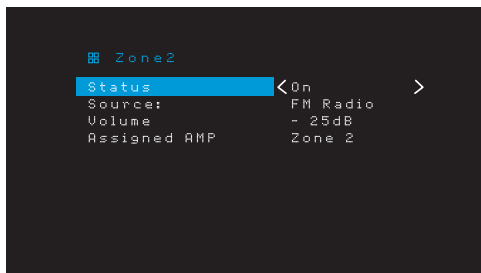 Zone2
Status < On >
Source: FM Radio
Volume - 25dB
Assigned AMP Zone 2